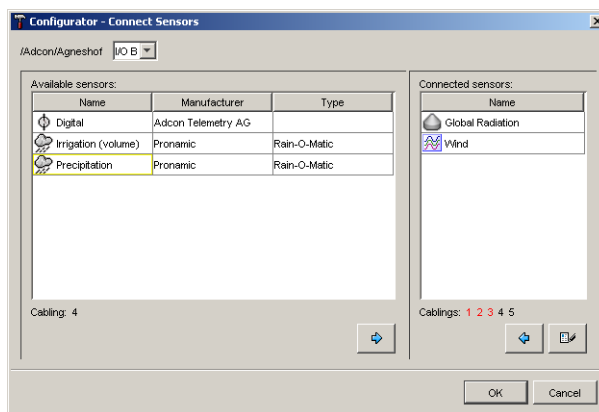 Configurator - Connect Sensors
/Adcon/Agneshof I/O B
Available sensors:
Name Manufacturer Type
Digital Adcon Telemetry AG
Irrigation (volume) Pronamic Rain-O-Matic
Precipitation Pronamic Rain-O-Matic
Cabling: 4
Connected sensors:
Name
Global Radiation
Wind
Cablings: 1 2 3 4 5
OK Cancel